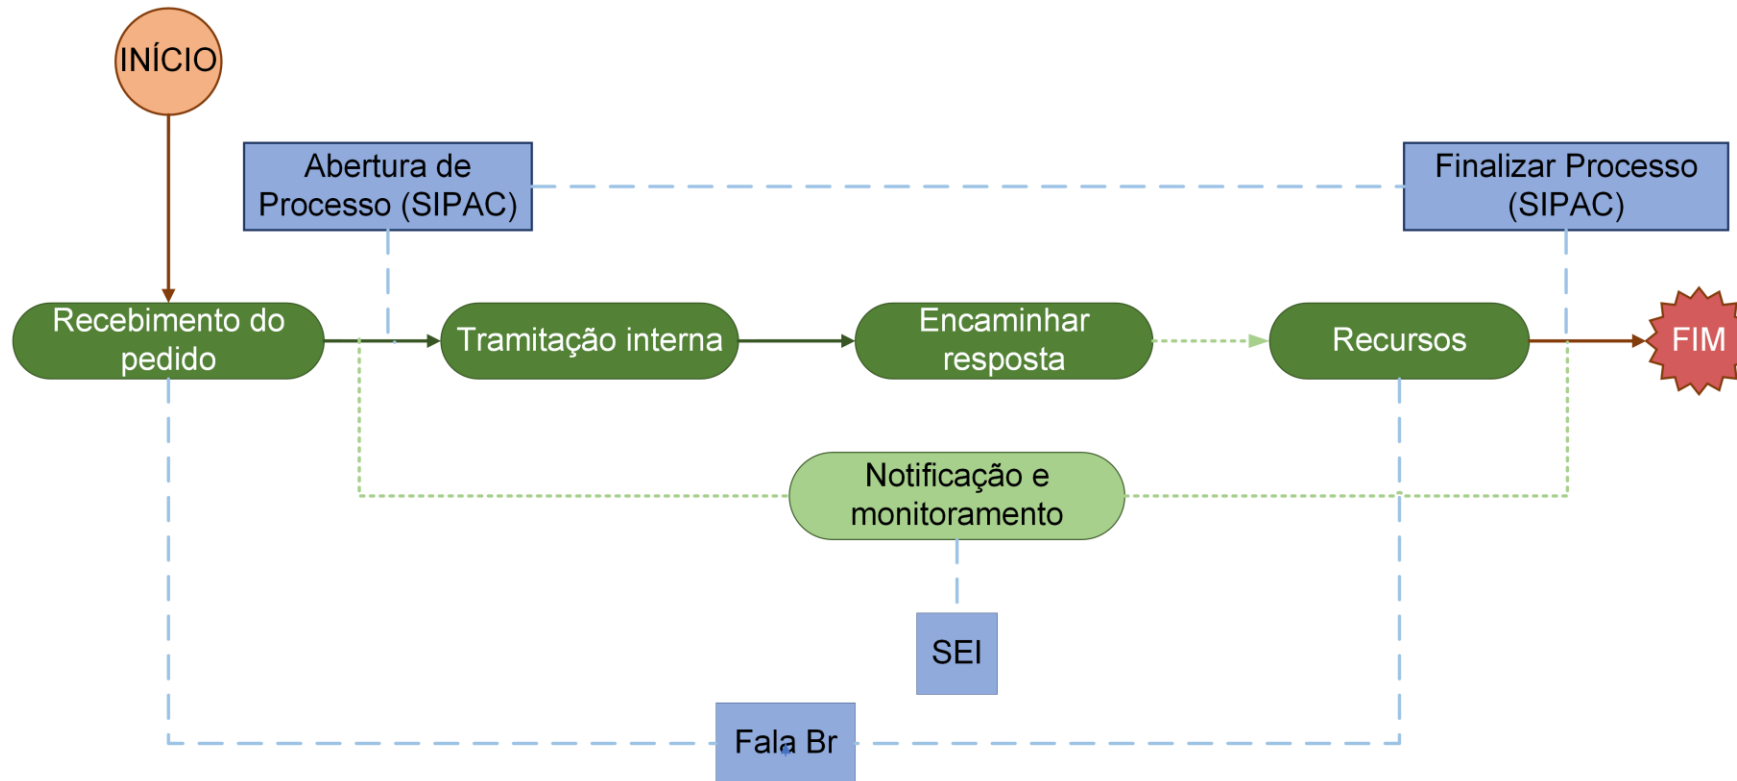 INÍCIO
Abertura de
Processo (SIPAC)
Finalizar Processo
(SIPAC)
Recebimento do
pedido
Tramitação interna
Encaminhar
resposta
Recursos
FIM
Notificação e
monitoramento
SEI
Fala Br